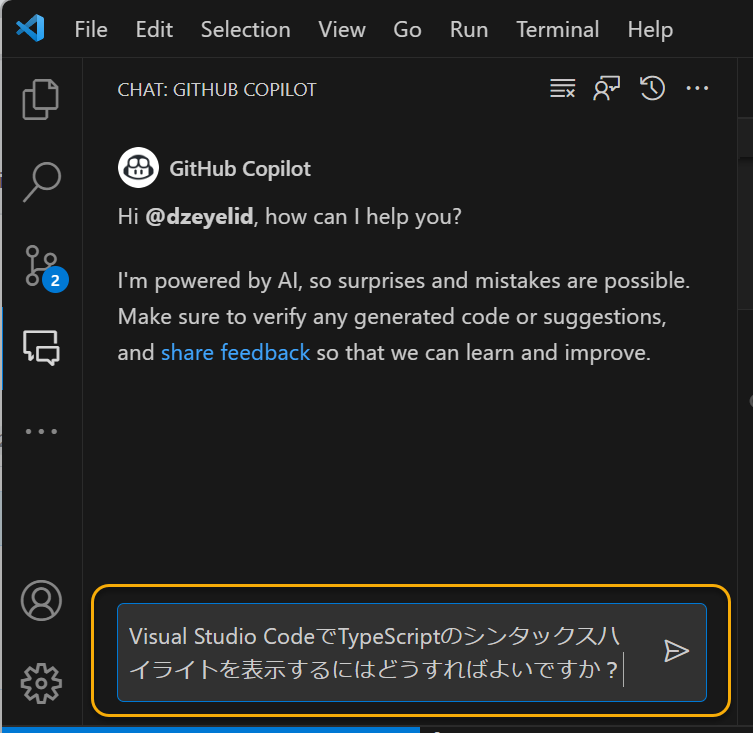 File Edit Selection View Go Run Terminal Help
CHAT: GITHUB COPILOT
GitHub Copilot
Hi @dzeyelid, how can I help you?
I'm powered by AI, so surprises and mistakes are possible.
Make sure to verify any generated code or suggestions,
and share feedback so that we can learn and improve.
2
Visual Studio CodeでTypeScriptのシンタックスハ
イライトを表示するにはどうすればよいですか？